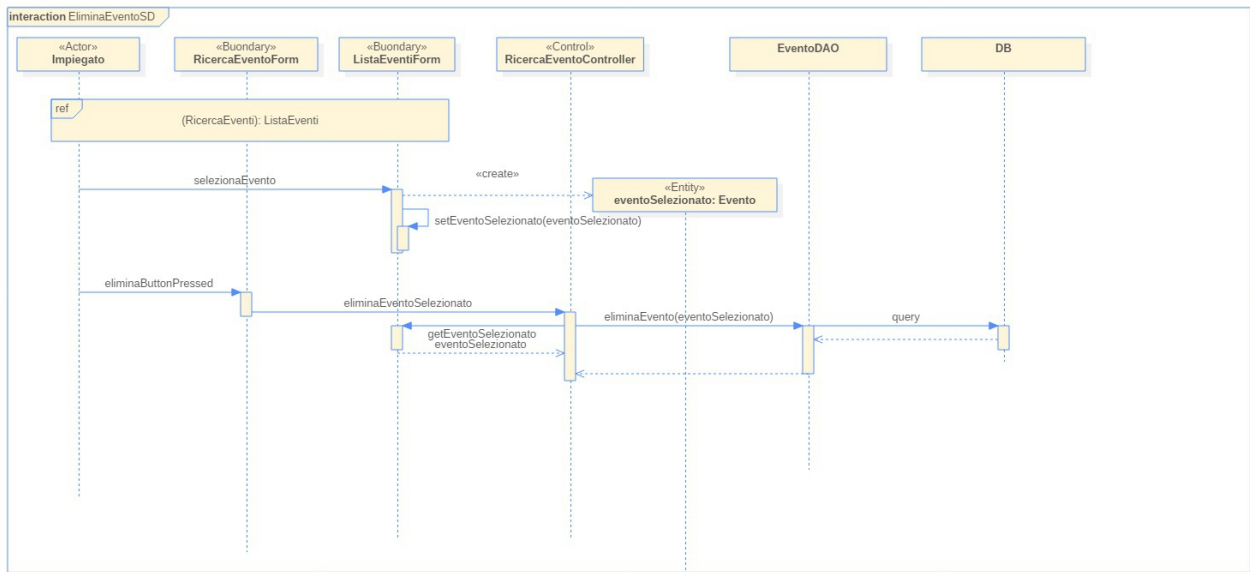 interaction EliminaEventoSD
«Actor»
Impiegato
«Buondary»
RicercaEventoForm
«Buondary»
ListaEventiForm
«Control»
RicercaEventoController
EventoDAO
DB
ref
(RicercaEventi): ListaEventi
selezionaEvento
«create»
«Entity»
eventoSelezionato: Evento
setEventoSelezionato(eventoSelezionato)
eliminaButtonPressed
eliminaEventoSelezionato
eliminaEvento(eventoSelezionato)
query
getEventoSelezionato
eventoSelezionato